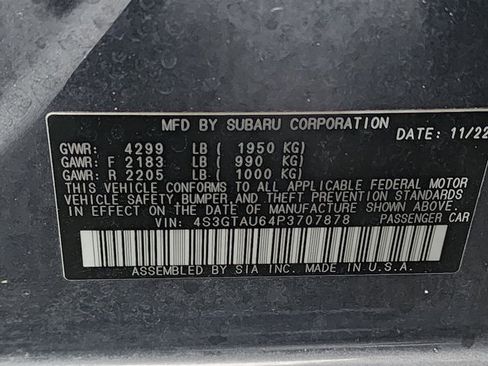 MFD BY SUBARU CORPORATION
DATE: 11/22
GVWR: 4299 LB ( 1950 KG)
GAWR: F 2183 LB ( 990 KG)
GAWR: R 2205 LB ( 1000 KG)
THIS VEHICLE CONFORMS TO ALL APPLICABLE FEDERAL MOTOR
VEHICLE SAFETY, BUMPER, AND THEFT PREVENTION STANDARDS
IN EFFECT ON THE DATE OF MANUFACTURE SHOWN ABOVE.
VIN: 4S3GTAU64P3707878 PASSENGER CAR
ASSEMBLED BY SIA INC. MADE IN U.S.A.